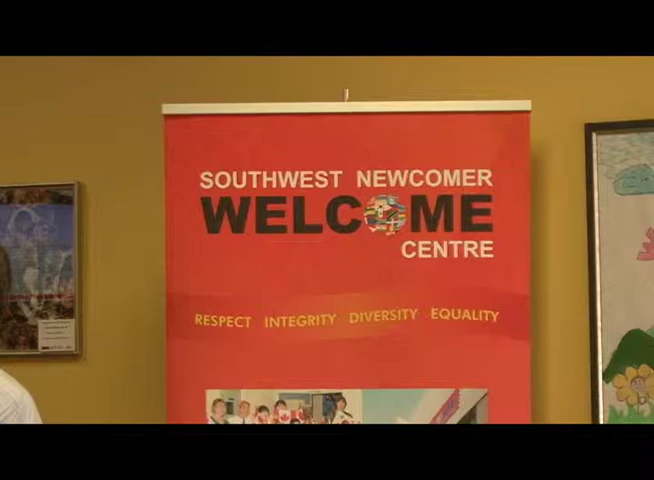 SOUTHWEST NEWCOMER
WELCOME
CENTRE
RESPECT INTEGRITY DIVERSITY EQUALITY